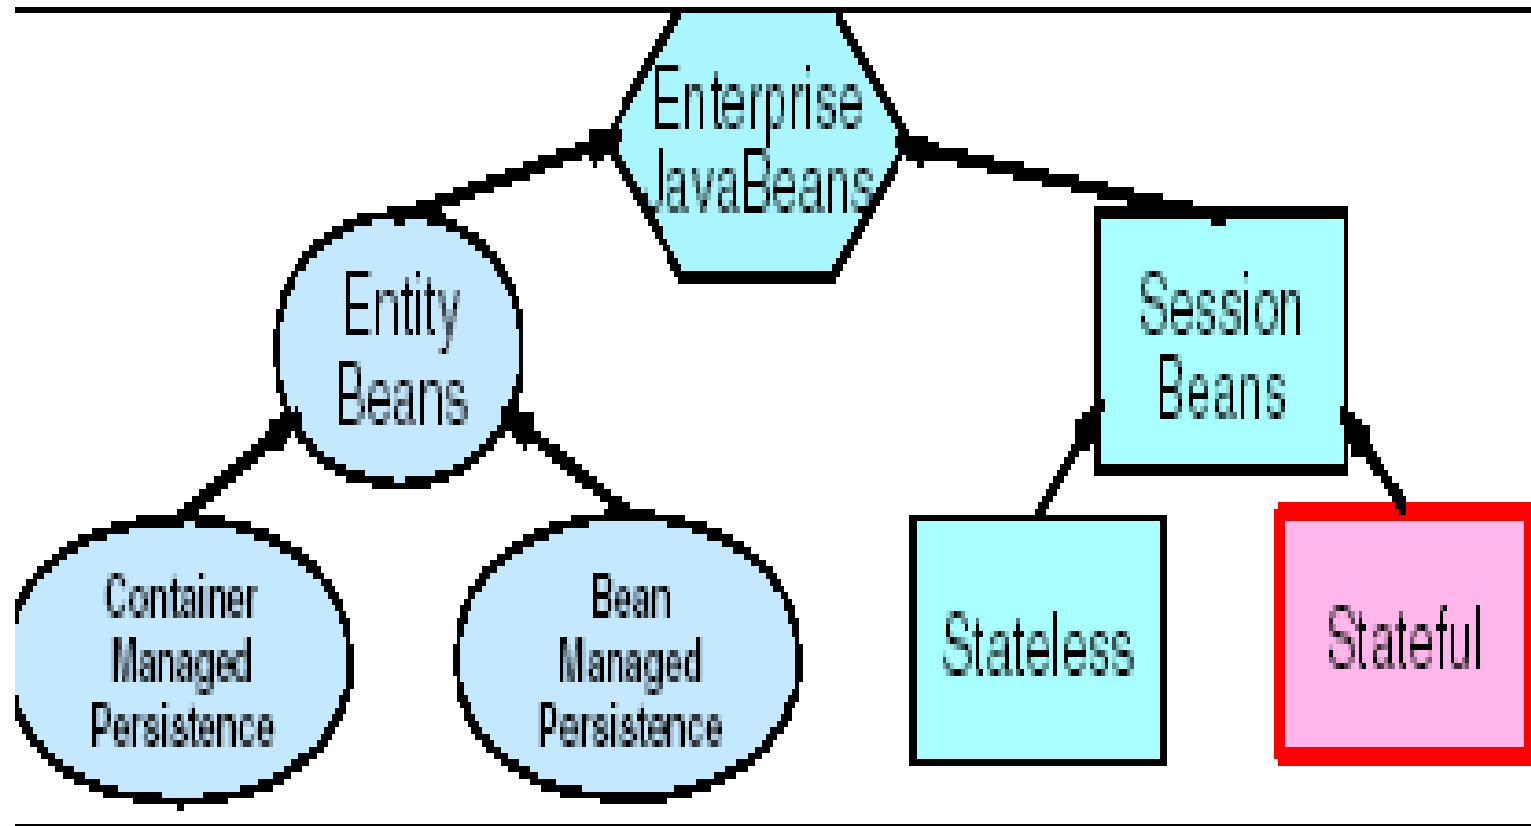 Enterprise
JavaBeans
Entity
Beans
Session
Beans
Container
Managed
Persistence
Bean
Managed
Persistence
Stateless
Stateful